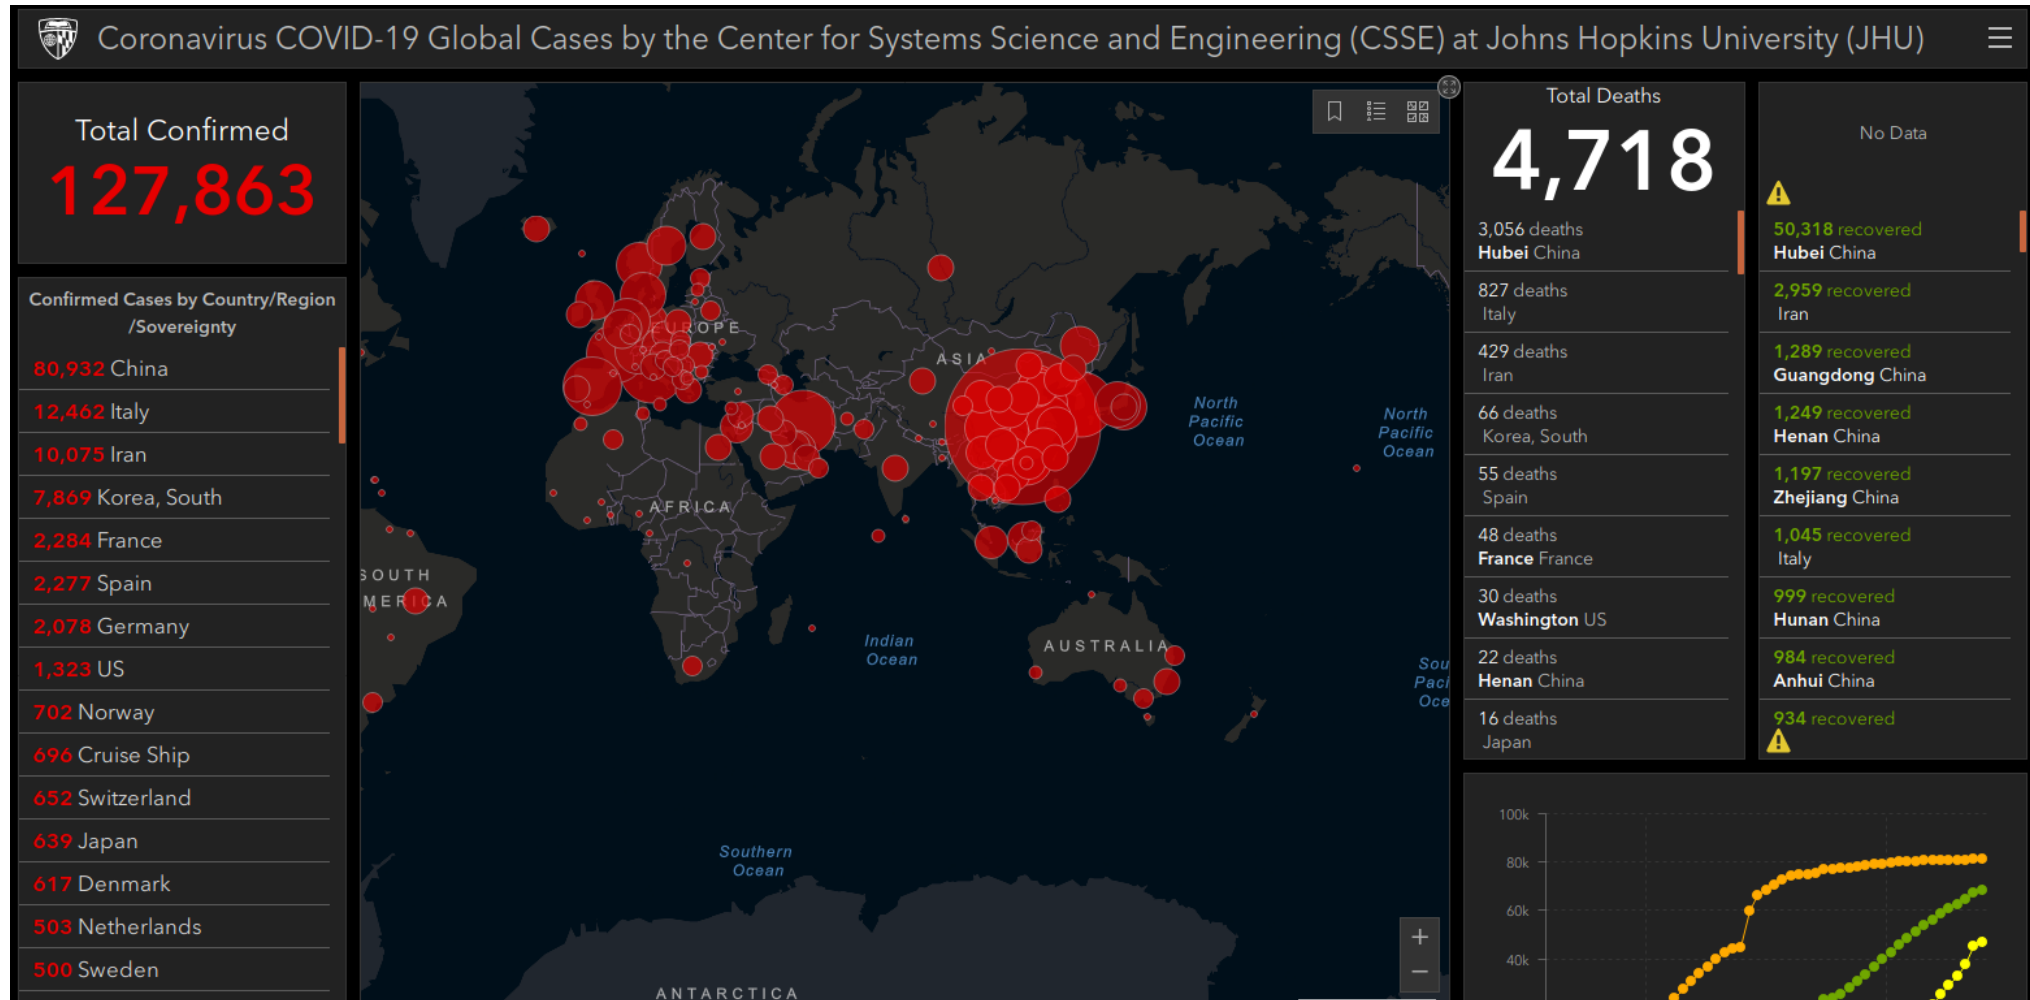 Coronavirus COVID-19 Global Cases by the Center for Systems Science and Engineering (CSSE) at Johns Hopkins University (JHU)
Total Confirmed
127,863
Confirmed Cases by Country/Region
/Sovereignty
80,932 China
12,462 Italy
10,075 Iran
7,869 Korea, South
2,284 France
2,277 Spain
2,078 Germany
1,323 US
702 Norway
696 Cruise Ship
652 Switzerland
639 Japan
617 Denmark
503 Netherlands
500 Sweden
EUROPE
ASIA
AFRICA
SOUTH
MERICA
AUSTRALIA
ANTARCTICA
North
Pacific
Ocean
North
Pacific
Ocean
Indian
Ocean
Sou
Paci
Oce
Southern
Ocean
+
−
Total Deaths
4,718
3,056 deaths
Hubei China
827 deaths
Italy
429 deaths
Iran
66 deaths
Korea, South
55 deaths
Spain
48 deaths
France France
30 deaths
Washington US
22 deaths
Henan China
16 deaths
Japan
No Data
50,318 recovered
Hubei China
2,959 recovered
Iran
1,289 recovered
Guangdong China
1,249 recovered
Henan China
1,197 recovered
Zhejiang China
1,045 recovered
Italy
999 recovered
Hunan China
984 recovered
Anhui China
934 recovered
100k
80k
60k
40k